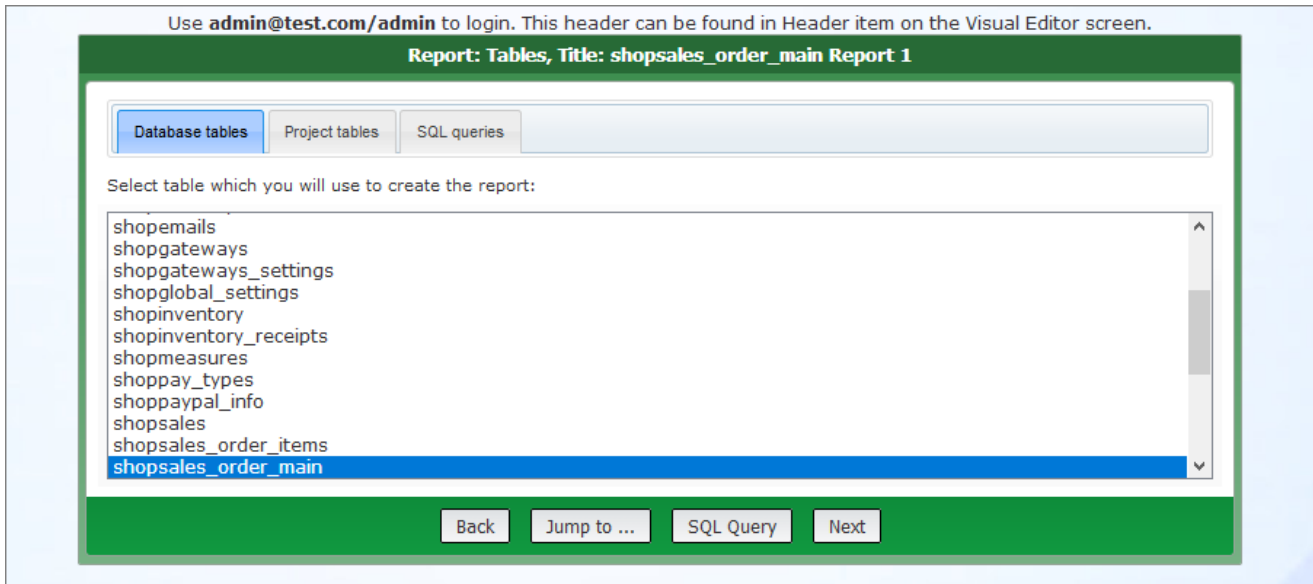 Use admin@test.com/admin to login. This header can be found in Header item on the Visual Editor screen.
Report: Tables, Title: shopsales_order_main Report 1
Database tables Project tables SQL queries
Select table which you will use to create the report:
shopemails
shopgateways
shopgateways_settings
shopglobal_settings
shopinventory
shopinventory_receipts
shopmeasures
shoppay_types
shoppaypal_info
shopsales
shopsales_order_items
shopsales_order_main
Back Jump to ... SQL Query Next